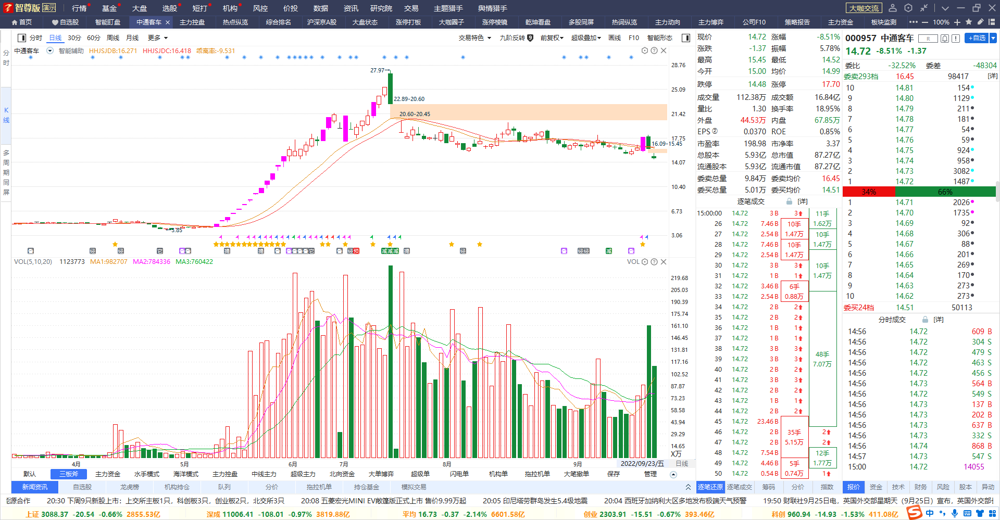 智尊版 演示 行情 基金 大盘 选股 短打 机构 风控 价投 数据 资讯 研究院 交易 主题猎手 舆情猎手 大咖交流
首页 自选股 智能盯盘 中通客车 主力控盘 热点纵览 综合排名 沪深京A股 大盘状态 涨停打板 大咖圈子 涨停棱镜 乾坤看盘 多股同屏 热词纵览 主力动向 主力博弈 公司F10 策略报告 主力资金 板块监测 100%
分时 日线 30分 60分 周线 月线 更多 交易特色 九阶反转 9 前复权 超级叠加 画线 F10 智能形态
中通客车 智能辅助 HHJSJDB:16.271 HHJSJDC:16.418 乖离率:-9.531
分时
K线
多周期同屏
27.97
22.89-20.60
20.60-20.45
16.09-15.45
3.85
28.76
25.09
21.42
17.75
14.07
10.40
6.73
3.06
VOL(5,10,20) 1123773 MA1:982707 MA2:784336 MA3:760422 VOL
219.68
205.03
190.39
175.74
161.10
146.45
131.81
117.16
102.52
87.87
73.23
58.58
43.94
29.29
14.65
X万
4月 5月 6月 7月 8月 9月 2022/09/23/五 日线
默认 三板斧 主力资金 水手模式 海洋模式 主力控盘 中线主力 超级主力 北向资金 大单博弈 超级单 闪电单 机构单 拖拉机单 大笔撤单 保存 管理
新闻资讯 自选股 龙虎榜 机构持仓 队列 分价 拖拉机单 持仓基金 模拟交易
现价 14.72 涨幅 -8.51%
涨跌 -1.37 振幅 5.78%
最高 15.45 最低 14.52
今开 15.00 均价 14.99
跌停 14.48 涨停 17.70
成交量 112.38万 成交额 16.84亿
量比 1.30 换手率 18.95%
外盘 44.53万 内盘 67.85万
EPS② 0.0370 ROE 0.85%
市盈率 198.98 市净率 3.37
总股本 5.93亿 总市值 87.27亿
流通股本 5.93亿 流通市值 87.27亿
委卖总量 9.84万 委卖均价 16.45
委买总量 5.01万 委买均价 14.51
逐笔成交 [详]
15:00:00 14.72 3 B 3
26 14.72 7.46 B
27 14.72 2.54 B
28 14.72 7.46 B
29 14.72 2.54 B
30 14.72 3 B 3
31 14.72 1 B 1
32 14.72 3.46 B
33 14.72 2.54 B
34 14.72 2 B 2
35 14.72 2 B 2
36 14.72 1 B 1
37 14.72 1 B 1
38 14.72 3 B 3
39 14.72 3 B 3
40 14.72 2 B 2
41 14.72 3 B 3
42 14.72 2 B 2
43 14.72 1 B 1
44 14.72 2 B 2
45 14.72 23.46 B
46 14.72 2 B 2
47 14.72 2 B 2
48 14.72 7.54 B
49 14.72 4.46 B
50 14.72 0.54 B 1
10手
1.47万
10手
1.47万
6手
0.88万
35手
5.15万
5手
0.74万
11手
1.62万
10手
1.47万
10手
1.47万
48手
7.07万
12手
1.77万
逐笔还原 逐笔成交 筹码 分价 指数
000957 中通客车 R +自选
14.72 -8.51% -1.37
委比 -32.52% 委差 -48304
委卖293档 16.45 98417 [详]
10 14.81 154
9 14.80 1129
8 14.79 211
7 14.78 181
6 14.77 54
5 14.76 59
4 14.75 924
3 14.74 958
2 14.73 3082
1 14.72 1487
34% 66%
1 14.71 2026
2 14.70 1735
3 14.69 92
4 14.68 306
5 14.67 88
6 14.66 201
7 14.65 269
8 14.64 170
9 14.63 273
10 14.62 273
委买24档 14.51 50113
分时成交 [详]
14:56 14.72 609 B
14:56 14.72 304 S
14:56 14.72 479 S
14:56 14.72 463 S
14:56 14.72 456 S
14:56 14.73 564 B
14:56 14.72 549 S
14:56 14.73 137 B
14:56 14.73 202 B
14:56 14.73 637 B
14:56 14.73 332 S
14:56 14.74 868 B
14:57 14.73 547 S
15:00 14.72 14055
报价 资金 技术 财务 风险 股本 异动
能源合作 20:30 下周9只新股上市：上交所主板1只，科创板3只，创业板2只，北交所3只 20:08 五菱宏光MINI EV敞篷版正式上市 售价9.99万起 20:05 印尼塔劳群岛发生5.4级地震 20:04 西班牙加纳利大区多地发布极端天气预警 19:50 财联社9月25日电，英国外交部星期天（9月25日）宣布，英国外交部
上证 3088.37 -20.54 -0.66% 2855.53亿 深成 11006.41 -108.01 -0.97% 3819.88亿 平均 16.73 -0.37 -2.14% 6601.58亿 创业 2303.91 -15.51 -0.67% 393.46亿 科创 960.94 -14.93 -1.53% 411.08亿 中